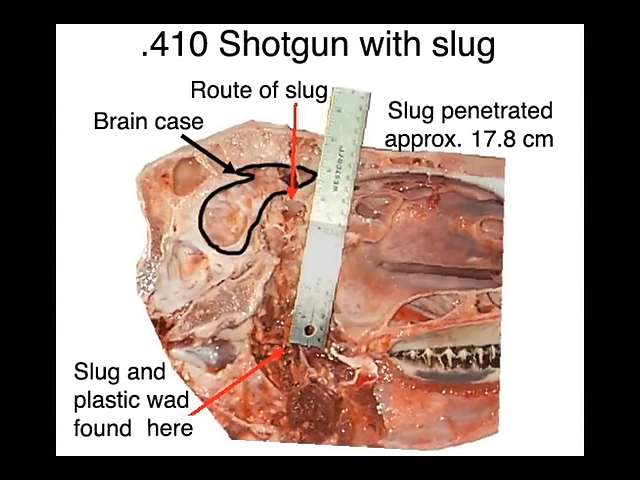 .410 Shotgun with slug
Route of slug
Brain case
Slug penetrated
approx. 17.8 cm
WESTCOTT
Slug and
plastic wad
found here